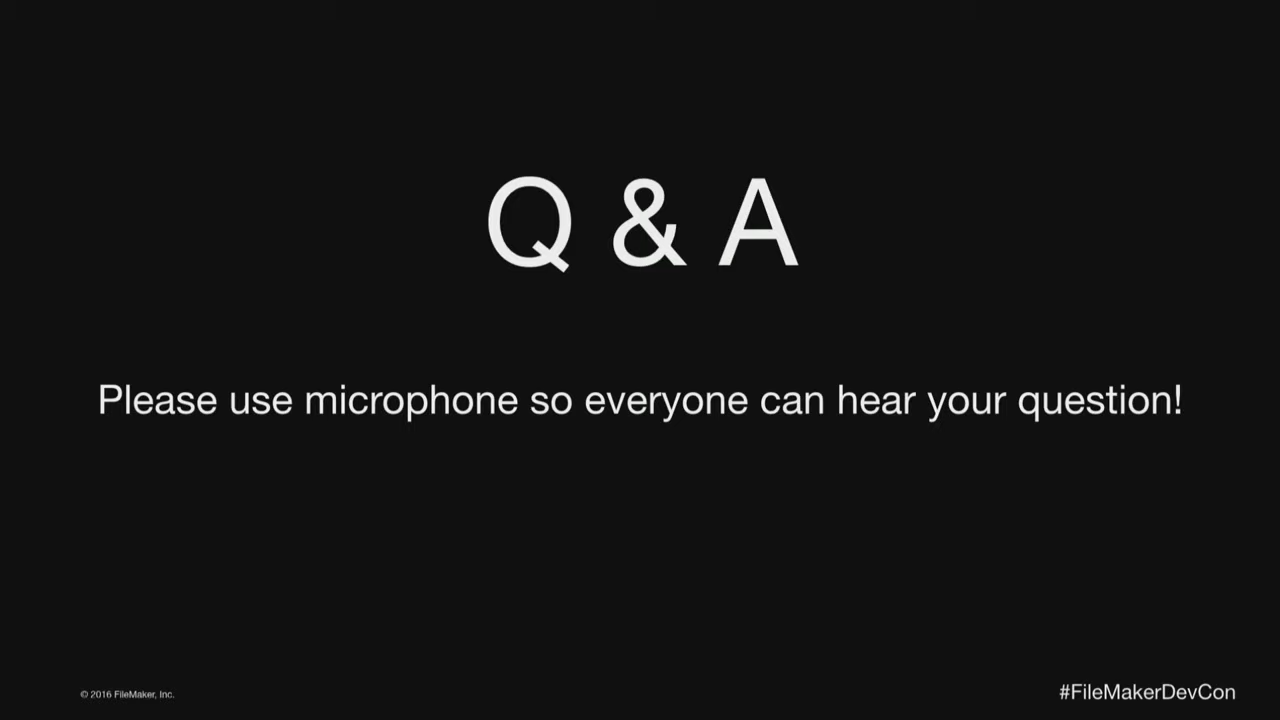 Q & A
Please use microphone so everyone can hear your question!
© 2016 FileMaker, Inc.
#FileMakerDevCon